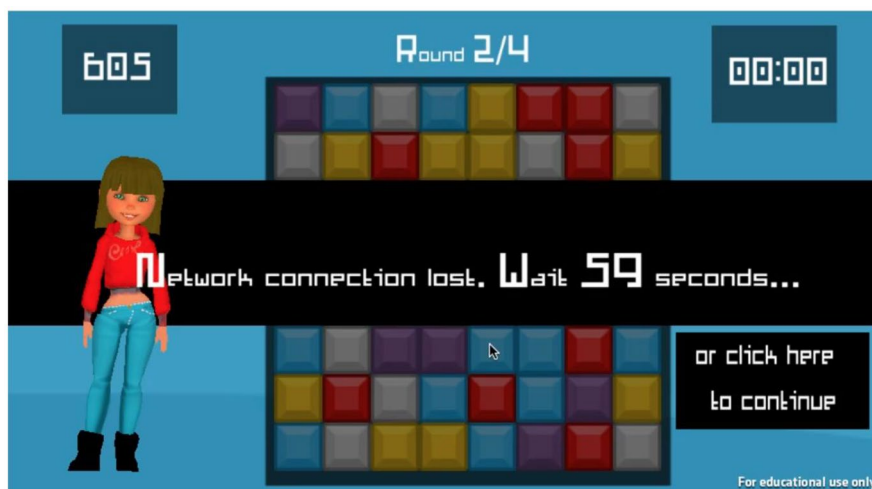 605
Round 2/4
00:00
Network connection lost. Wait 59 seconds...
or click here
to continue
For educational use only